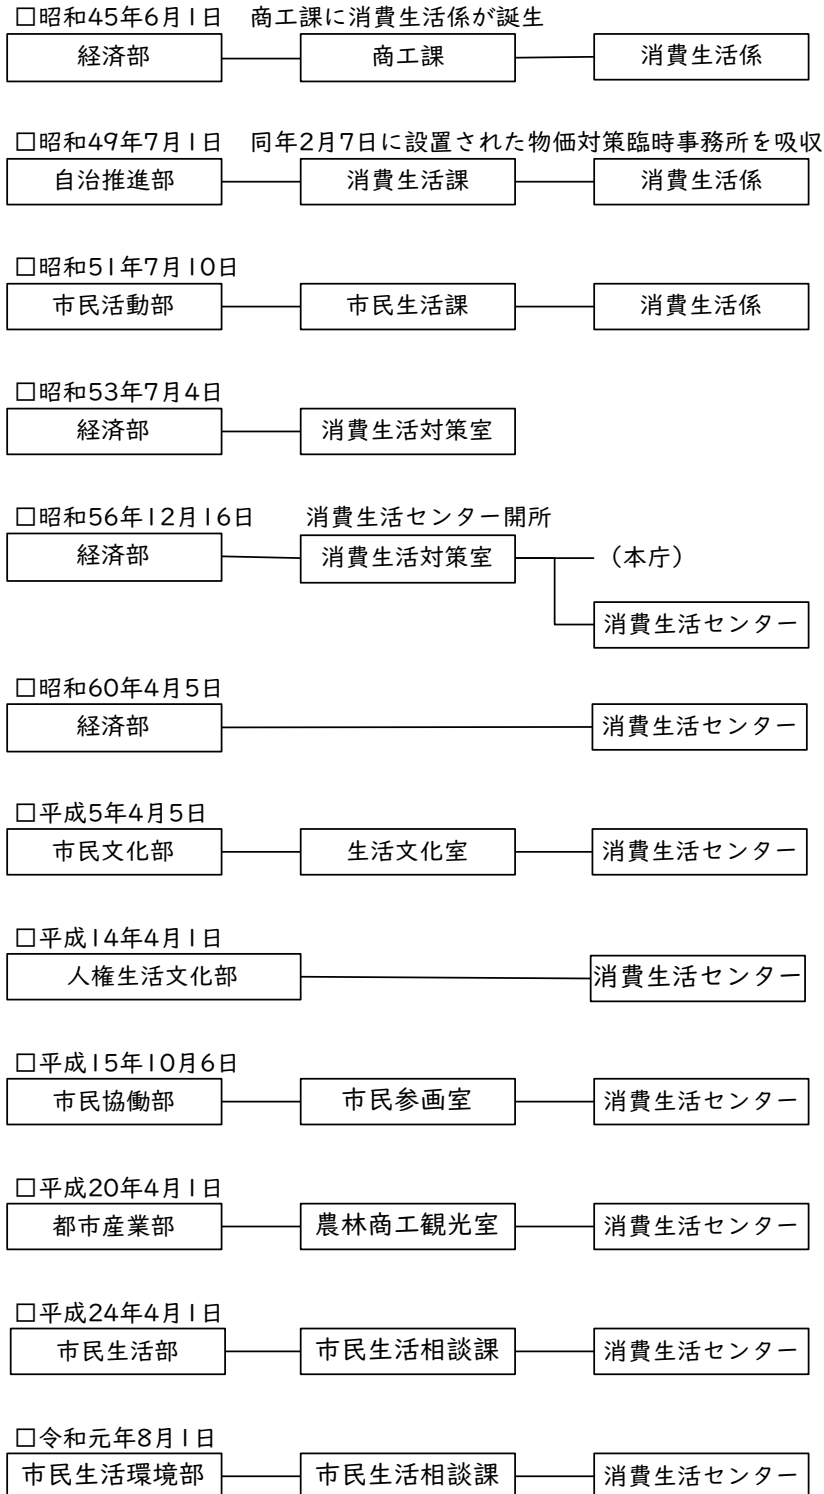 □昭和45年6月1日　商工課に消費生活係が誕生
経済部　商工課　消費生活係
□昭和49年7月1日　同年2月7日に設置された物価対策臨時事務所を吸収
自治推進部　消費生活課　消費生活係
□昭和51年7月10日
市民活動部　市民生活課　消費生活係
□昭和53年7月4日
経済部　消費生活対策室
□昭和56年12月16日　消費生活センター開所
経済部　消費生活対策室　（本庁）
消費生活センター
□昭和60年4月5日
経済部　消費生活センター
□平成5年4月5日
市民文化部　生活文化室　消費生活センター
□平成14年4月1日
人権生活文化部　消費生活センター
□平成15年10月6日
市民協働部　市民参画室　消費生活センター
□平成20年4月1日
都市産業部　農林商工観光室　消費生活センター
□平成24年4月1日
市民生活部　市民生活相談課　消費生活センター
□令和元年8月1日
市民生活環境部　市民生活相談課　消費生活センター